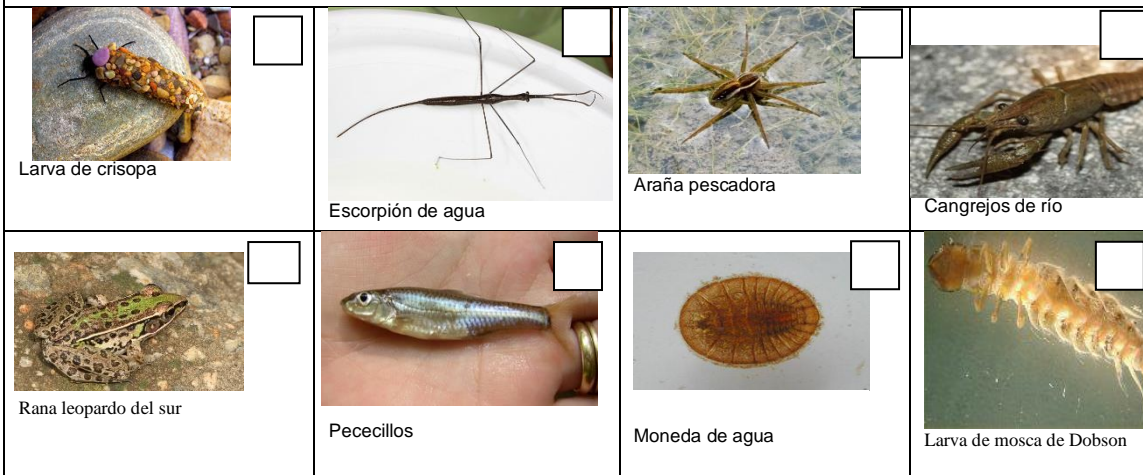 Larva de crisopa
Escorpión de agua
Araña pescadora
Cangrejos de río
Rana leopardo del sur
Pececillos
Moneda de agua
Larva de mosca de Dobson